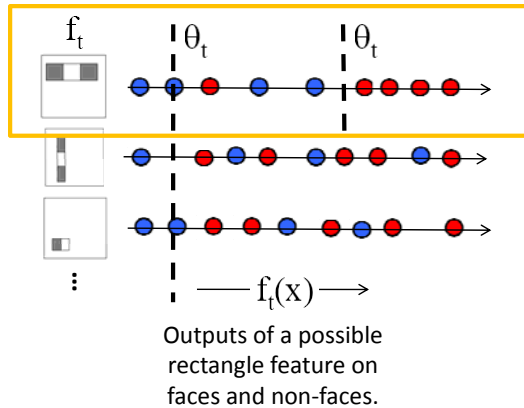 f_t θ_t θ_t
⋮
f_t(x)
Outputs of a possible
rectangle feature on
faces and non-faces.